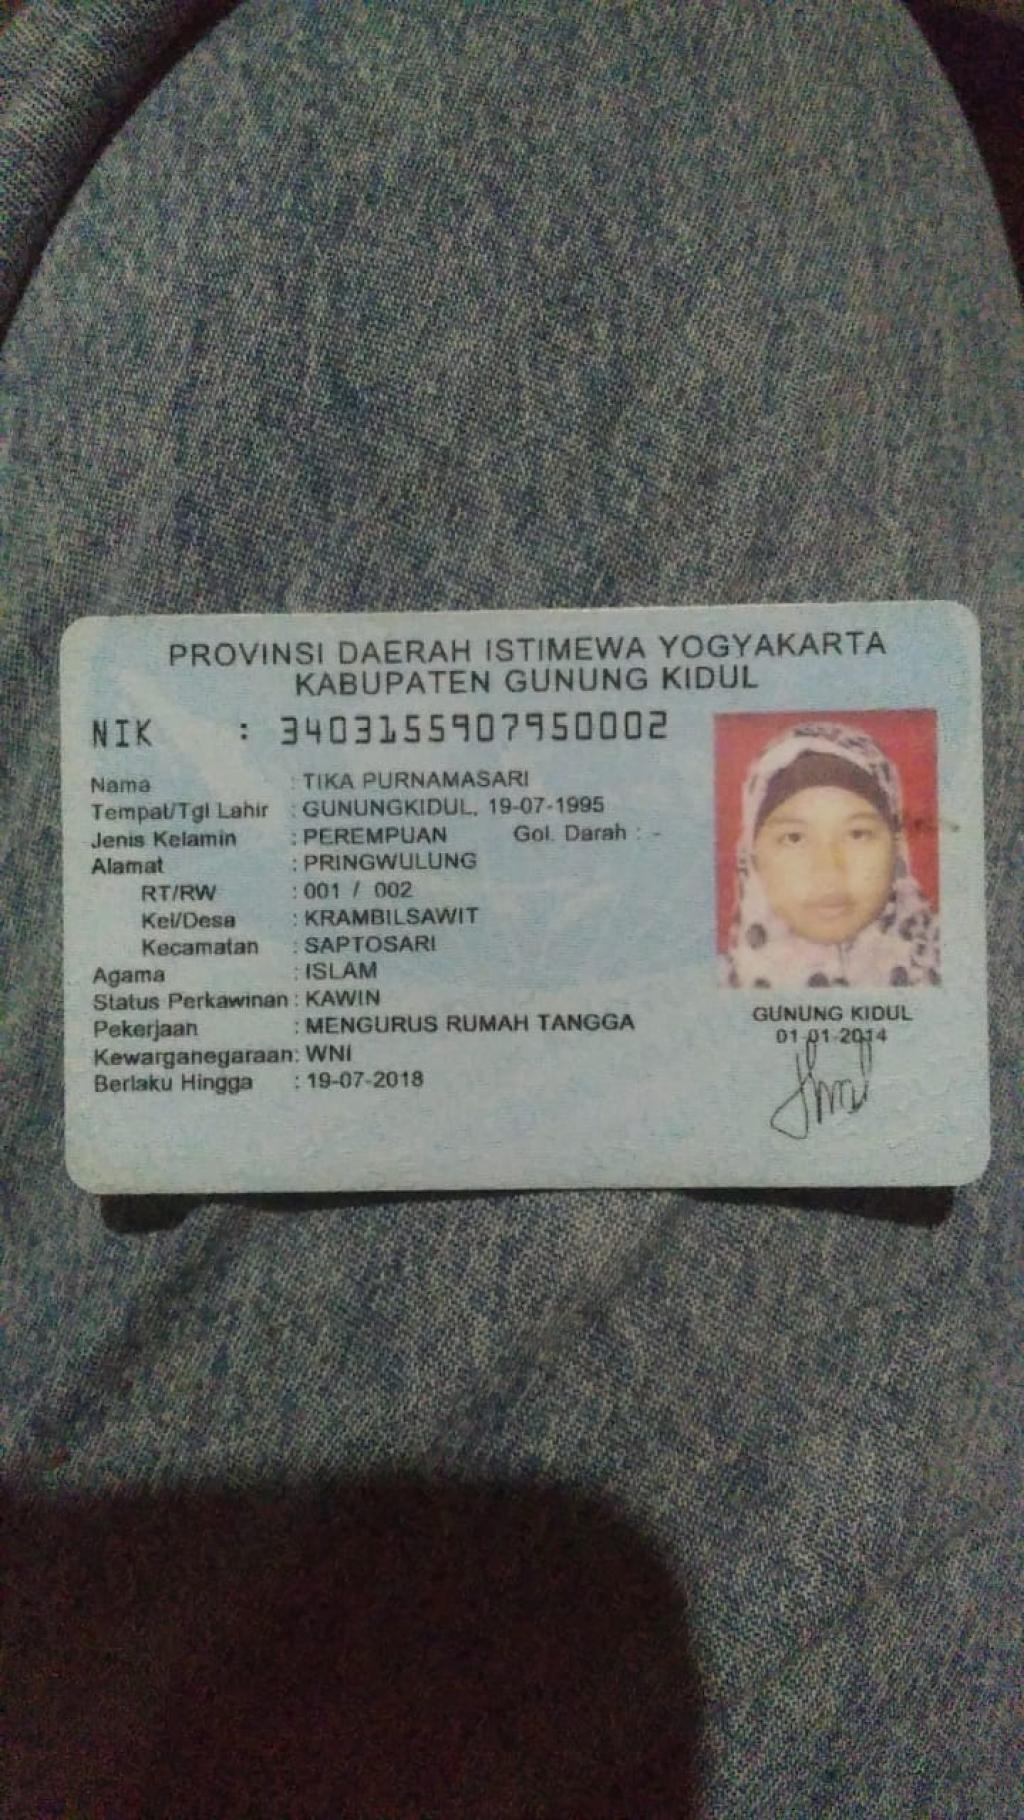 PROVINSI DAERAH ISTIMEWA YOGYAKARTA
KABUPATEN GUNUNG KIDUL
NIK : 3403155907950002
Nama : TIKA PURNAMASARI
Tempat/Tgl Lahir : GUNUNGKIDUL, 19-07-1995
Jenis Kelamin : PEREMPUAN Gol. Darah : -
Alamat : PRINGWULUNG
RT/RW : 001 / 002
Kel/Desa : KRAMBILSAWIT
Kecamatan : SAPTOSARI
Agama : ISLAM
Status Perkawinan : KAWIN
Pekerjaan : MENGURUS RUMAH TANGGA
Kewarganegaraan: WNI
Berlaku Hingga : 19-07-2018
GUNUNG KIDUL
01-01-2014